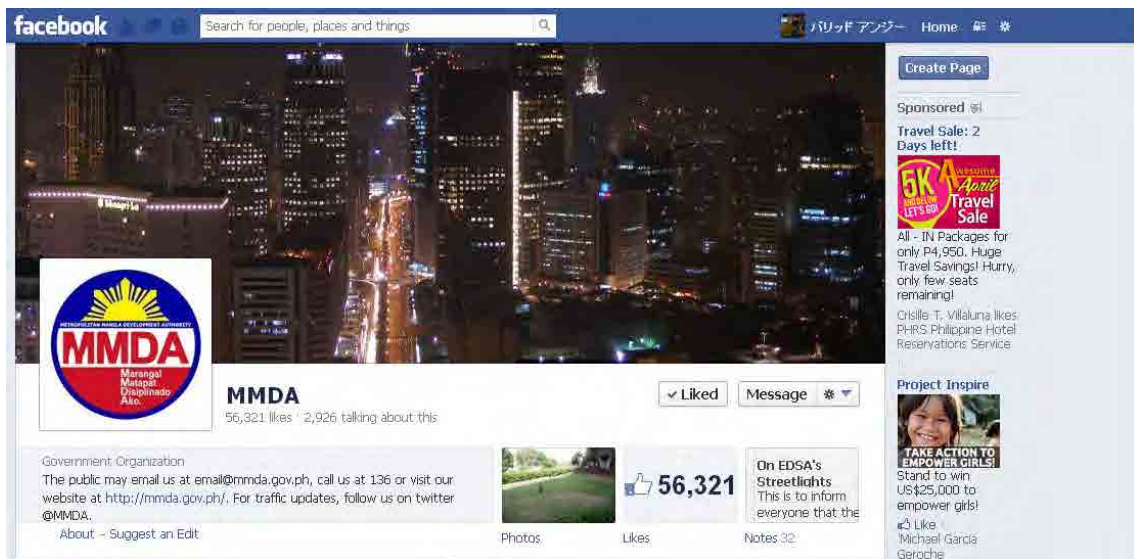 facebook
Search for people, places and things
バリッド アンジー Home
Create Page
Sponsored
Travel Sale: 2
Days left!
5K
AND BELOW
LET'S GO!
Awesome
April
Travel
Sale
All - IN Packages for
only P4,950. Huge
Travel Savings! Hurry,
only few seats
remaining!
Crisille T. Villaluna likes
PHRS Philippine Hotel
Reservations Service
Project Inspire
TAKE ACTION TO
EMPOWER GIRLS!
Stand to win
US$25,000 to
empower girls!
Like
Michael Garcia
Geroche
Shangri-La
METROPOLITAN MANILA DEVELOPMENT AUTHORITY
MMDA
Marangal
Matapat
Disiplinado
Ako.
MMDA
56,321 likes · 2,926 talking about this
Liked
Message
Government Organization
The public may email us at email@mmda.gov.ph, call us at 136 or visit our
website at http://mmda.gov.ph/. For traffic updates, follow us on twitter
@MMDA.
About – Suggest an Edit
Photos
56,321
Likes
On EDSA's
Streetlights
This is to inform
everyone that the
Notes 32